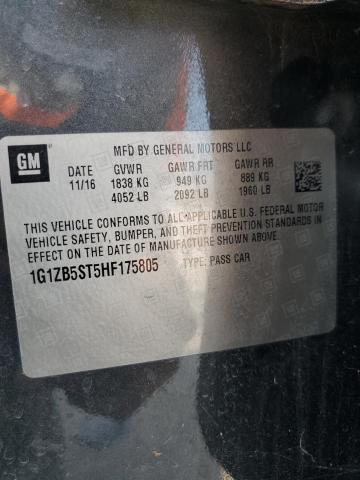 GM
MFD BY GENERAL MOTORS LLC
DATE GVWR GAWR FRT GAWR RR
11/16 1838 KG 949 KG 889 KG
4052 LB 2092 LB 1960 LB
THIS VEHICLE CONFORMS TO ALL APPLICABLE U.S. FEDERAL MOTOR
VEHICLE SAFETY, BUMPER, AND THEFT PREVENTION STANDARDS IN
EFFECT ON THE DATE OF MANUFACTURE SHOWN ABOVE.
1G1ZB5ST5HF175805 TYPE: PASS CAR